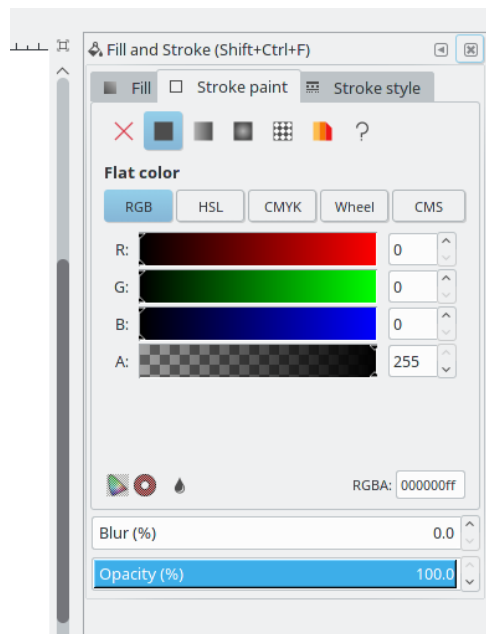 Fill and Stroke (Shift+Ctrl+F)
Fill Stroke paint Stroke style
?
Flat color
RGB HSL CMYK Wheel CMS
R: 0
G: 0
B: 0
A: 255
RGBA: 000000ff
Blur (%) 0.0
Opacity (%) 100.0